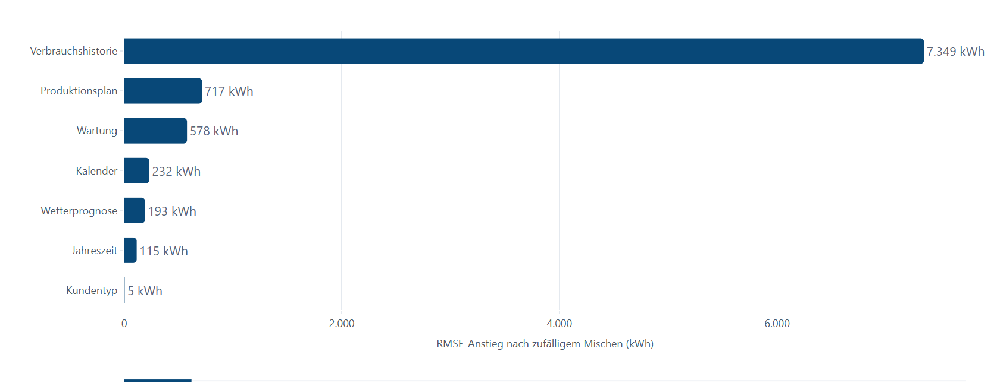 Verbrauchshistorie 7.349 kWh
Produktionsplan 717 kWh
Wartung 578 kWh
Kalender 232 kWh
Wetterprognose 193 kWh
Jahreszeit 115 kWh
Kundentyp 5 kWh
0 2.000 4.000 6.000
RMSE-Anstieg nach zufälligem Mischen (kWh)